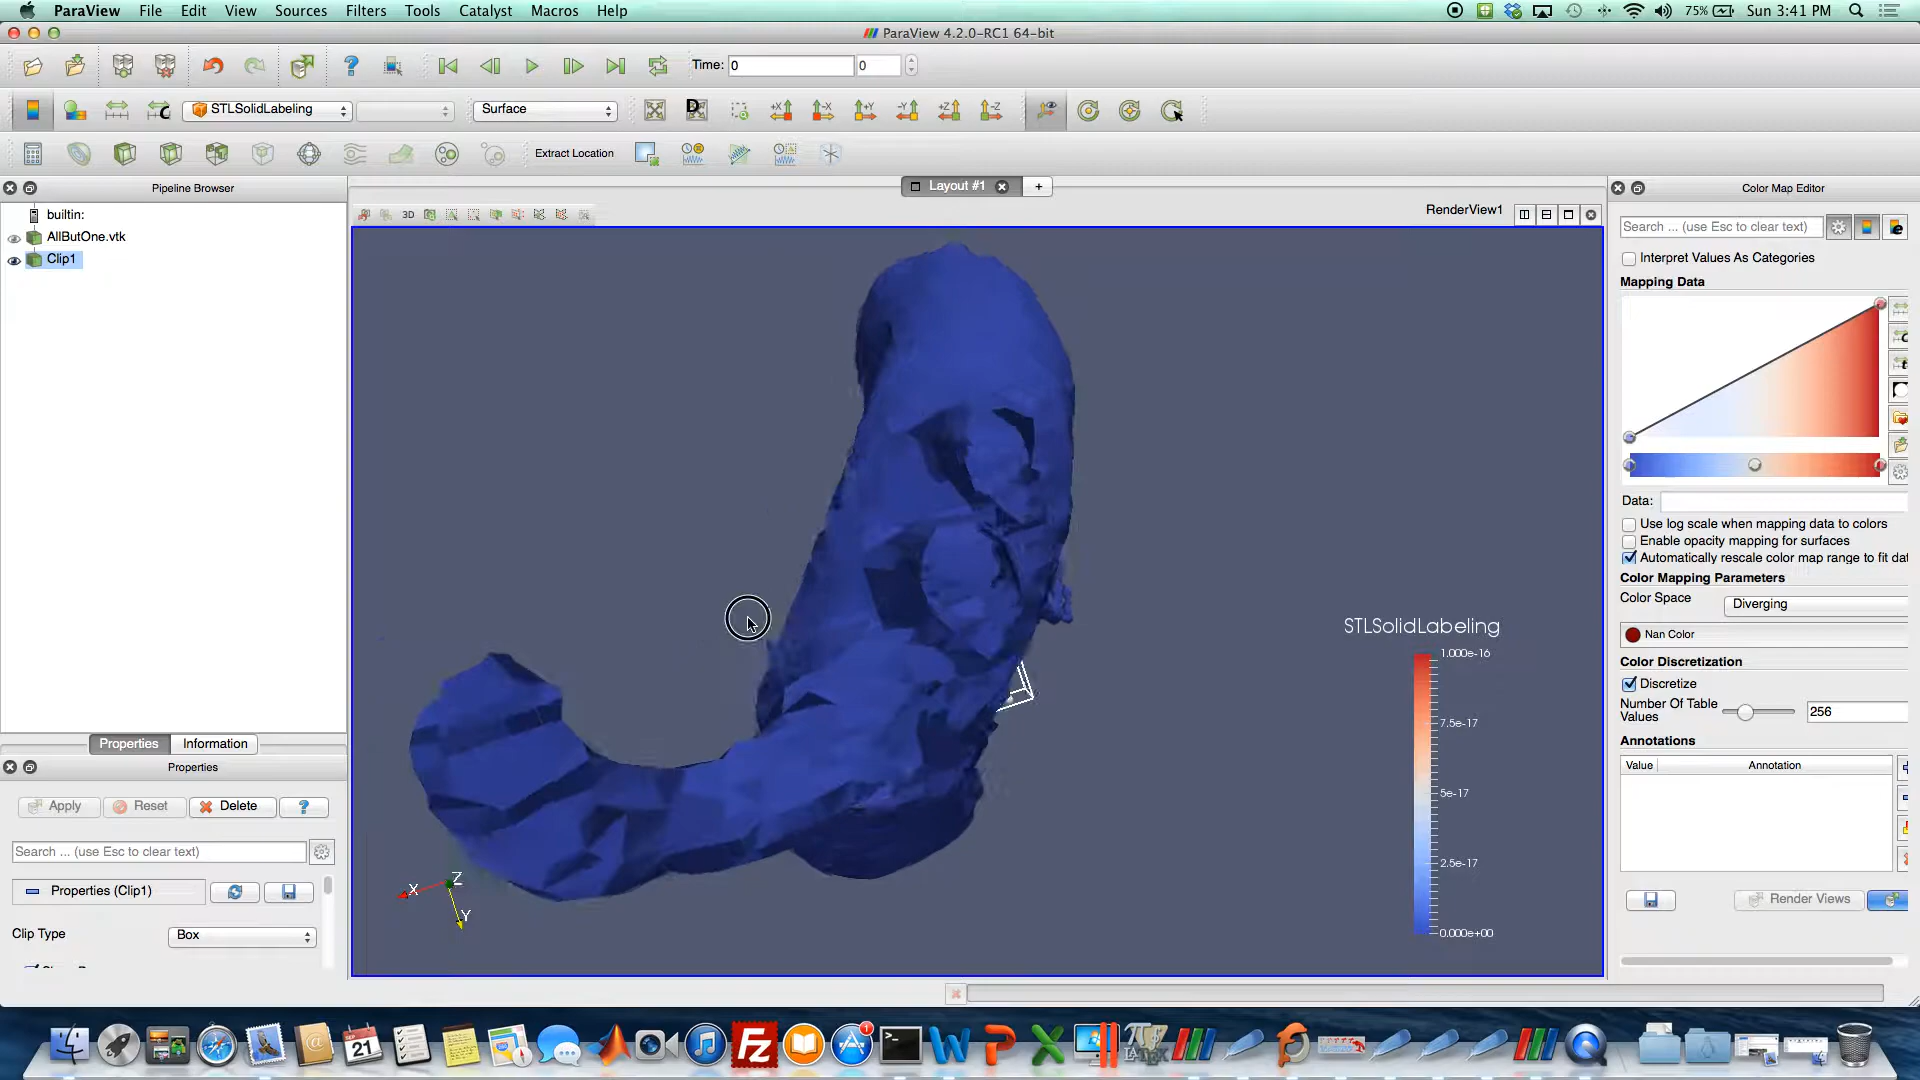 ParaView File Edit View Sources Filters Tools Catalyst Macros Help 75% Sun 3:41 PM
ParaView 4.2.0-RC1 64-bit
Time: 0 0
STLSolidLabeling Surface
Extract Location
Pipeline Browser
Layout #1
Color Map Editor
builtin:
AllButOne.vtk
Clip1
3D
RenderView1
Search ... (use Esc to clear text)
Interpret Values As Categories
Mapping Data
Data:
Use log scale when mapping data to colors
Enable opacity mapping for surfaces
Automatically rescale color map range to fit dat
Color Mapping Parameters
Color Space Diverging
Nan Color
Color Discretization
Discretize
Number Of Table Values 256
Annotations
Value Annotation
Render Views
STLSolidLabeling
1.000e-16
7.5e-17
5e-17
2.5e-17
0.000e+00
X Z Y
Properties Information
Properties
Apply Reset Delete ?
Search ... (use Esc to clear text)
Properties (Clip1)
Clip Type Box
SEP 21
1